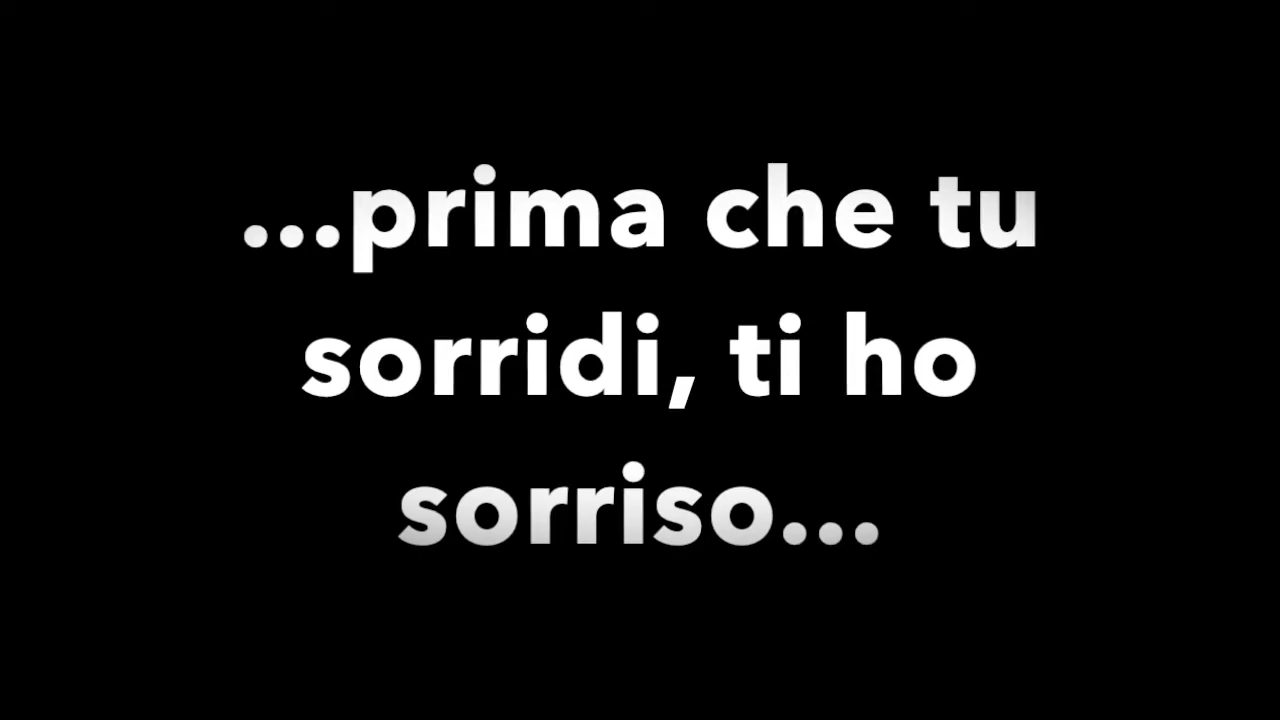 ...prima che tu
sorridi, ti ho
sorriso...